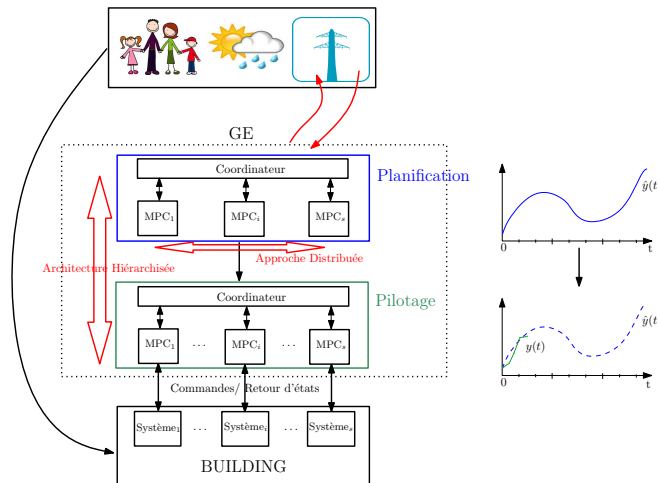 GE
Coordinateur
Planification
MPC₁
MPCᵢ
MPCₛ
Approche Distribuée
Architecture Hiérarchisée
Coordinateur
Pilotage
MPC₁ ... MPCᵢ ... MPCₛ
Commandes/ Retour d'états
Système₁ ... Systèmeᵢ ... Systèmeₛ
BUILDING
ŷ(t
0
t
ŷ(t
y(t)
0
t